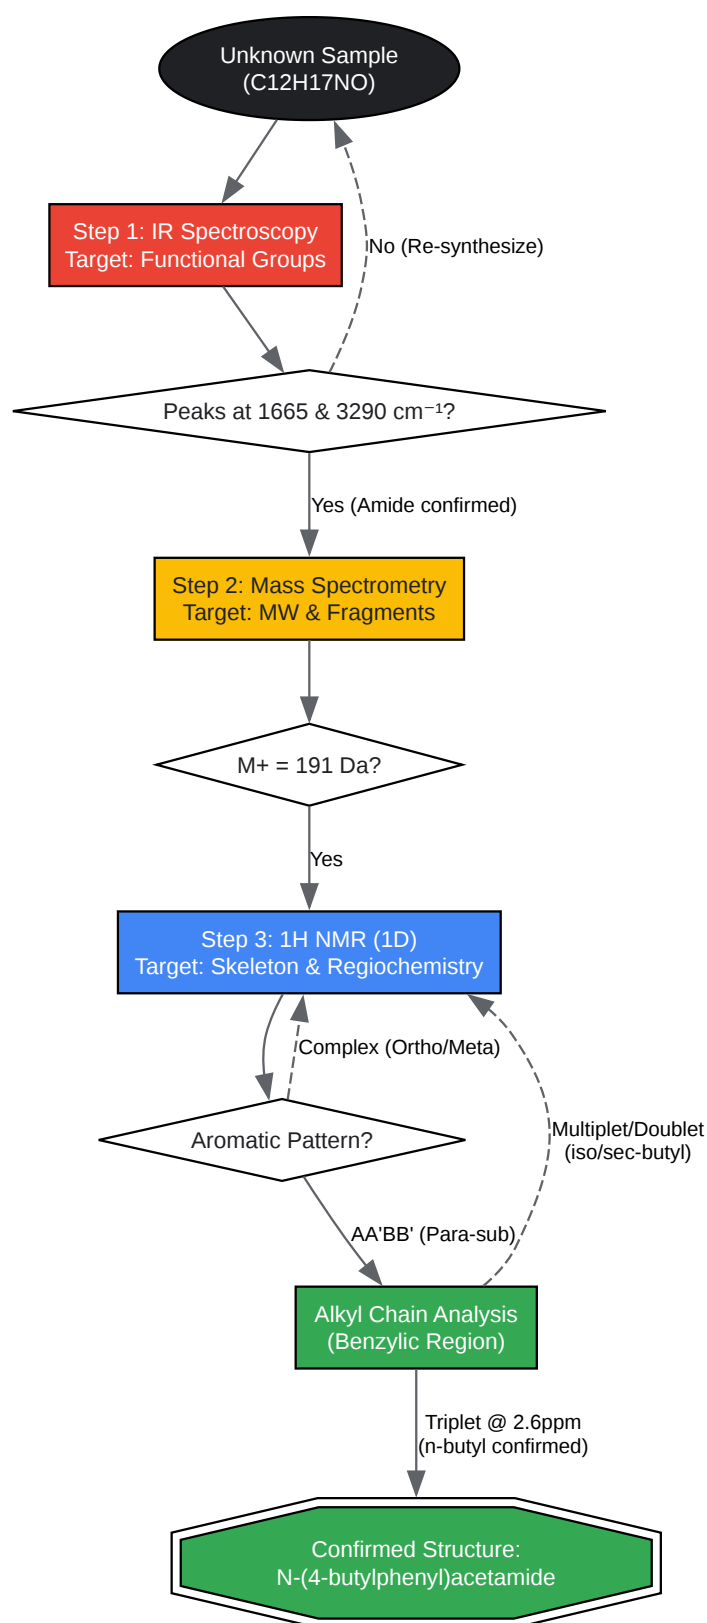 Unknown Sample
(C12H17NO)
Step 1: IR Spectroscopy
Target: Functional Groups
No (Re-synthesize)
Peaks at 1665 & 3290 cm⁻¹?
Yes (Amide confirmed)
Step 2: Mass Spectrometry
Target: MW & Fragments
M+ = 191 Da?
Yes
Step 3: 1H NMR (1D)
Target: Skeleton & Regiochemistry
Complex (Ortho/Meta)
Aromatic Pattern?
Multiplet/Doublet
(iso/sec-butyl)
AA'BB' (Para-sub)
Alkyl Chain Analysis
(Benzylic Region)
Triplet @ 2.6ppm
(n-butyl confirmed)
Confirmed Structure:
N-(4-butylphenyl)acetamide